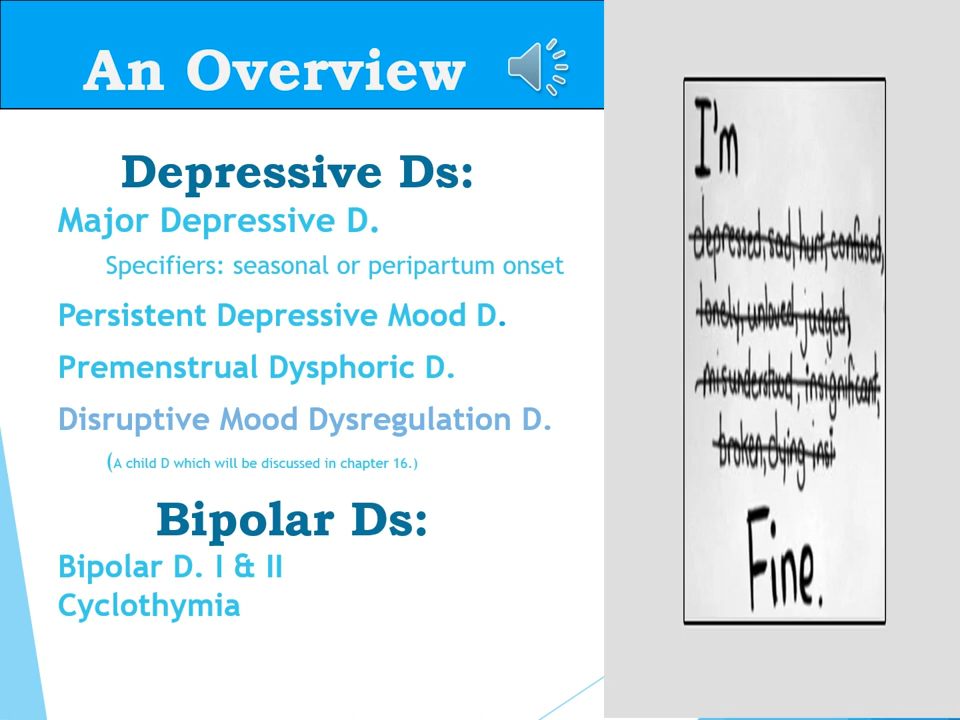 An Overview
Depressive Ds:
Major Depressive D.
Specifiers: seasonal or peripartum onset
Persistent Depressive Mood D.
Premenstrual Dysphoric D.
Disruptive Mood Dysregulation D.
(A child D which will be discussed in chapter 16.)
Bipolar Ds:
Bipolar D. I & II
Cyclothymia
I'm
depressed, sad, hurt, confused,
lonely, unloved, judged,
misunderstood, insignificant,
broken, dying insi
Fine.